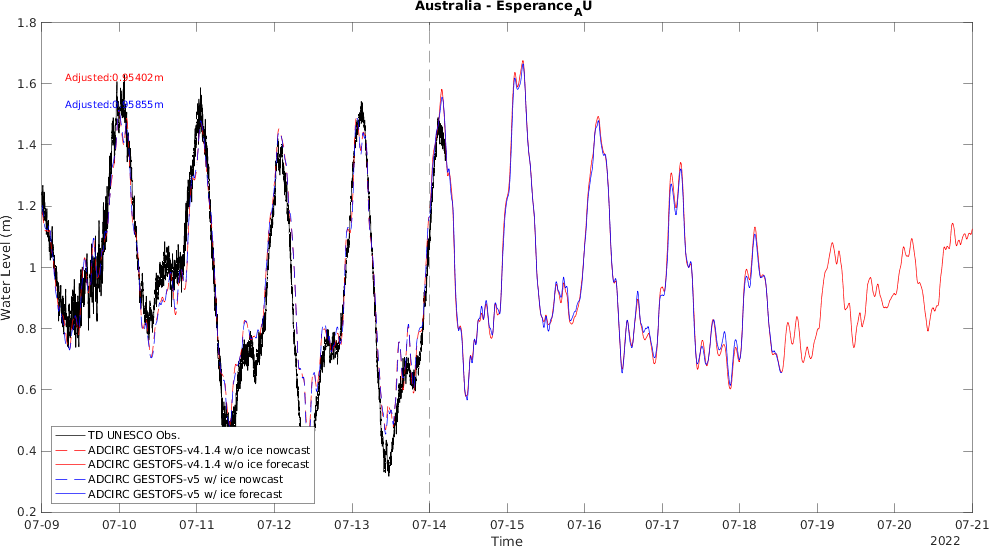 Australia - Esperance_AU
1.8
1.6
1.4
1.2
1
0.8
0.6
0.4
0.2
Water Level (m)
Adjusted:0.95402m
Adjusted:0.95855m
TD UNESCO Obs.
ADCIRC GESTOFS-v4.1.4 w/o ice nowcast
ADCIRC GESTOFS-v4.1.4 w/o ice forecast
ADCIRC GESTOFS-v5 w/ ice nowcast
ADCIRC GESTOFS-v5 w/ ice forecast
07-09 07-10 07-11 07-12 07-13 07-14 07-15 07-16 07-17 07-18 07-19 07-20 07-21
Time
2022